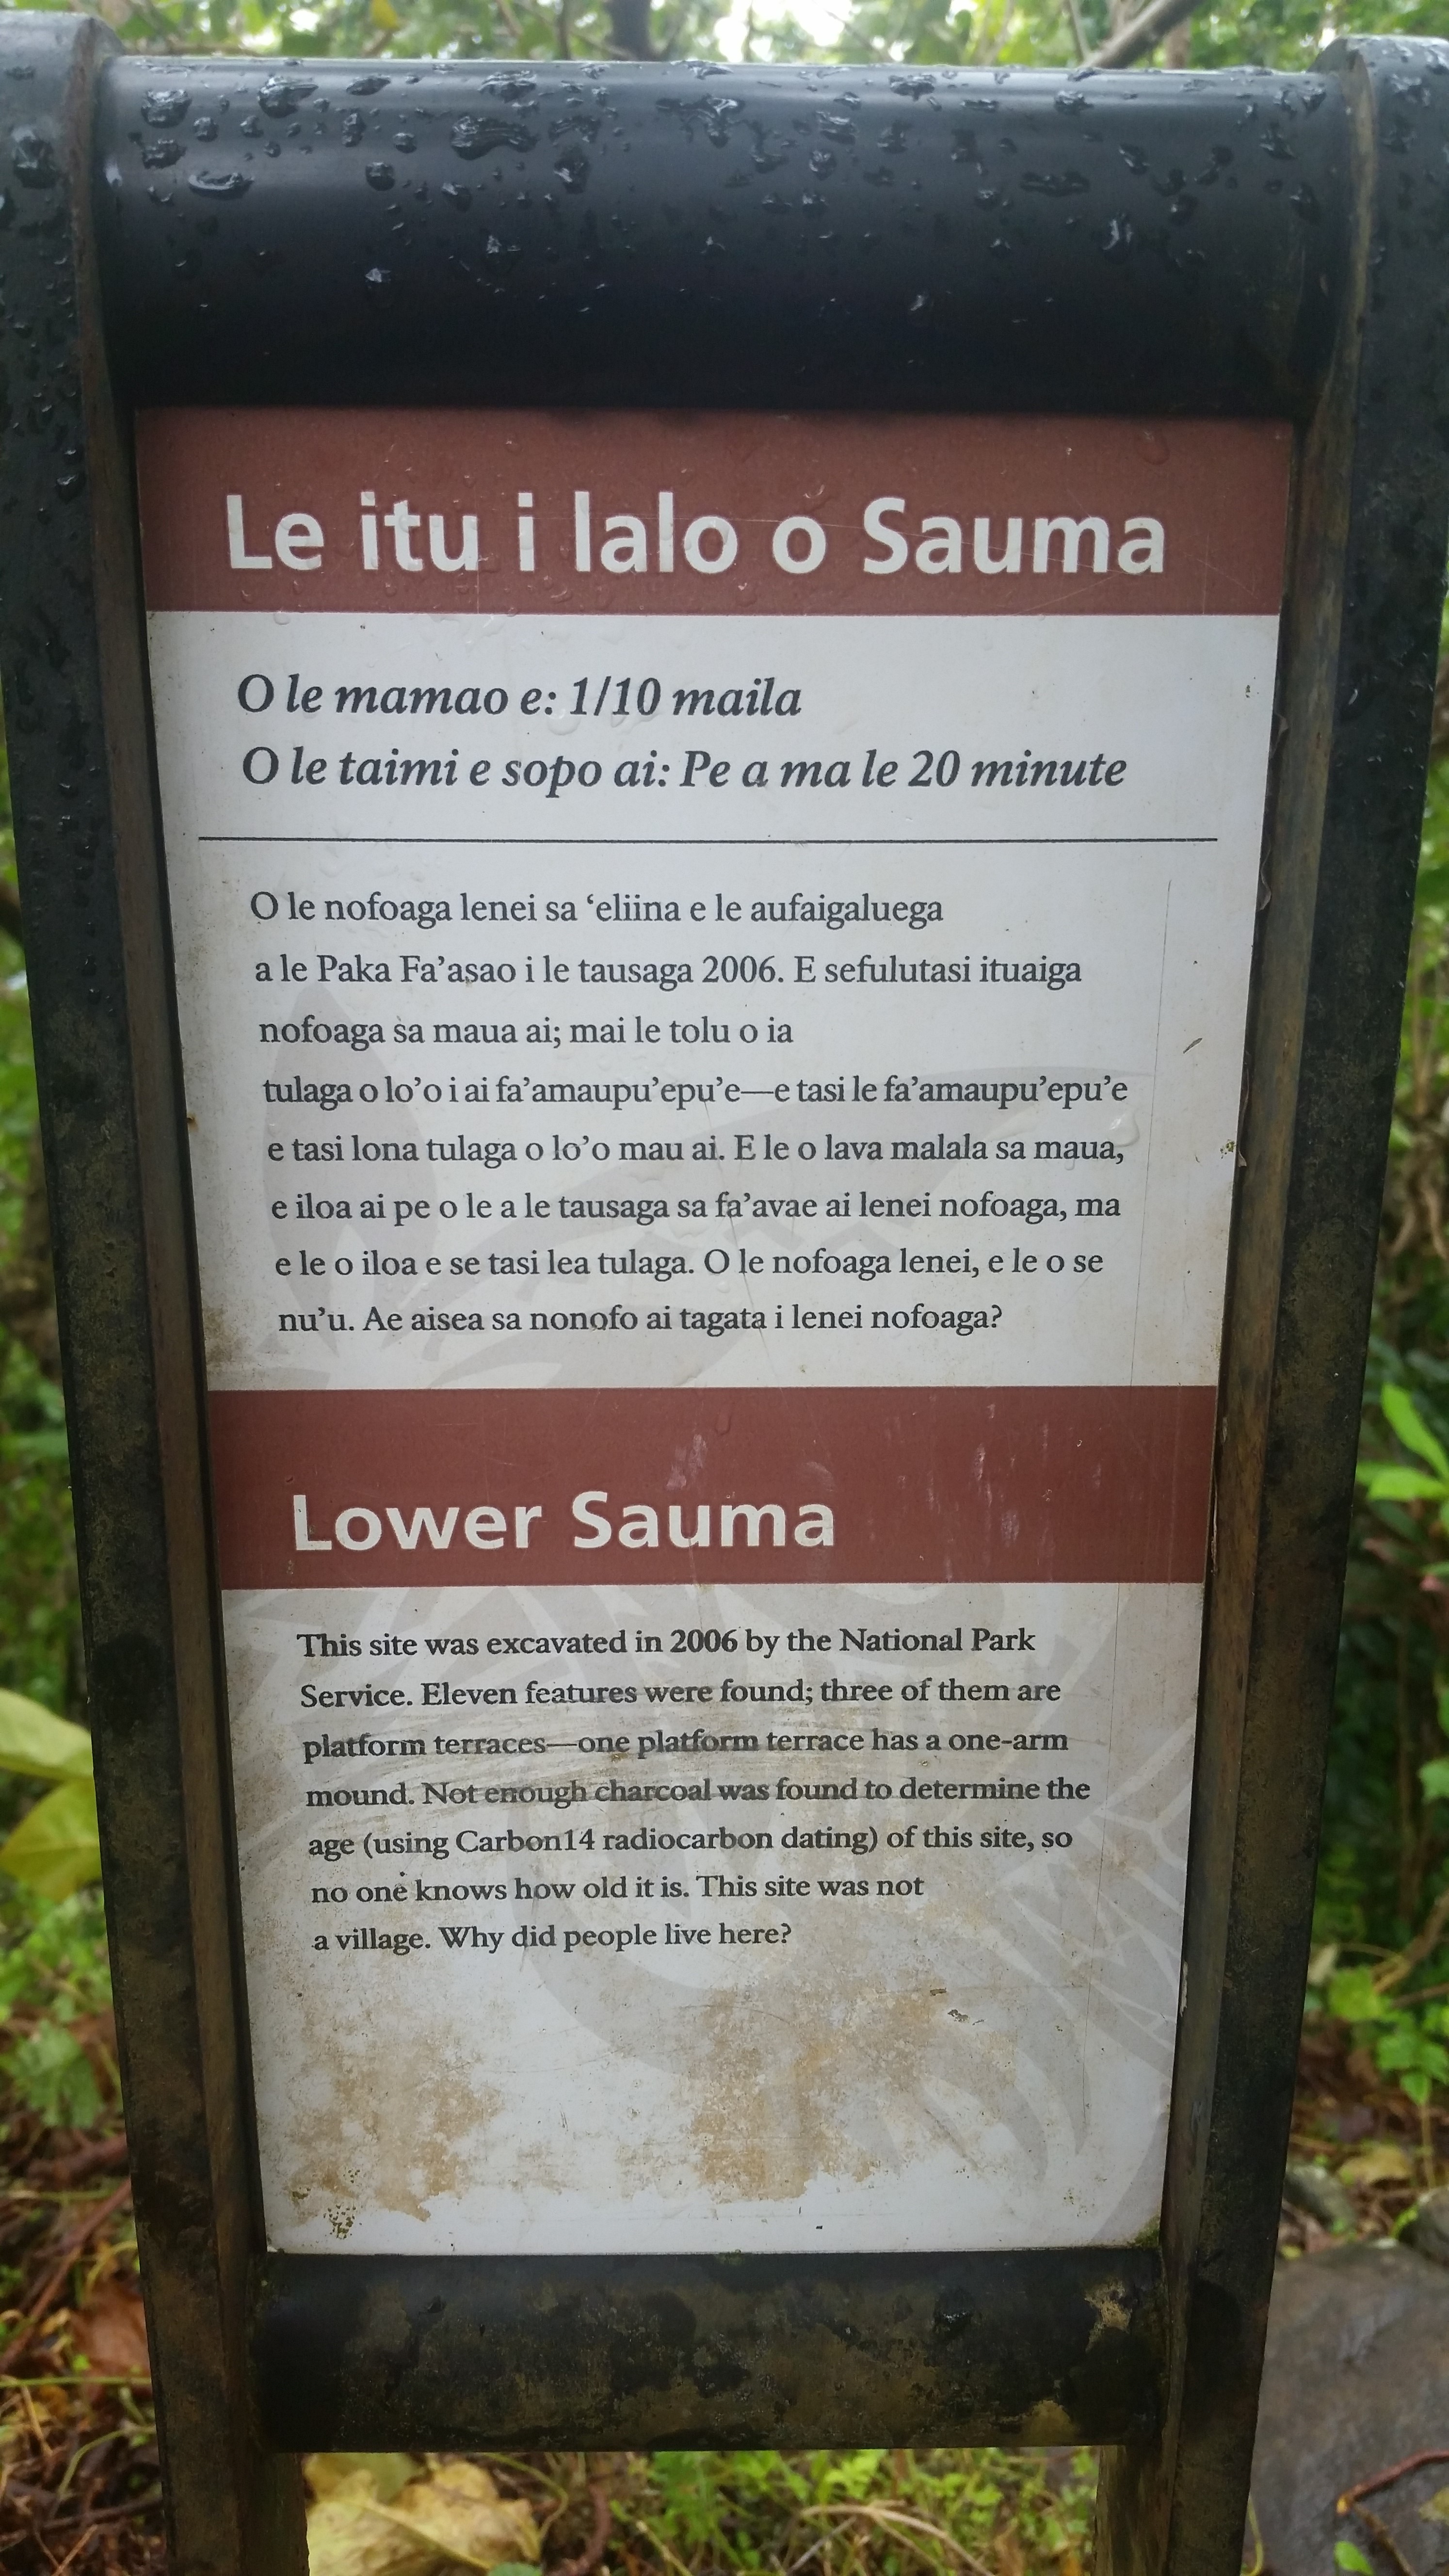 Le itu i lalo o Sauma
O le mamao e: 1/10 maila
O le taimi e sopo ai: Pe a ma le 20 minute
O le nofoaga lenei sa ‘eliina e le aufaigaluega
a le Paka Fa’asao i le tausaga 2006. E sefulutasi ituaiga
nofoaga sa maua ai; mai le tolu o ia
tulaga o lo’o i ai fa’amaupu’epu’e—e tasi le fa’amaupu’epu’e
e tasi lona tulaga o lo’o mau ai. E le o lava malala sa maua,
e iloa ai pe o le a le tausaga sa fa’avae ai lenei nofoaga, ma
e le o iloa e se tasi lea tulaga. O le nofoaga lenei, e le o se
nu’u. Ae aisea sa nonofo ai tagata i lenei nofoaga?
Lower Sauma
This site was excavated in 2006 by the National Park
Service. Eleven features were found; three of them are
platform terraces—one platform terrace has a one-arm
mound. Not enough charcoal was found to determine the
age (using Carbon14 radiocarbon dating) of this site, so
no one knows how old it is. This site was not
a village. Why did people live here?